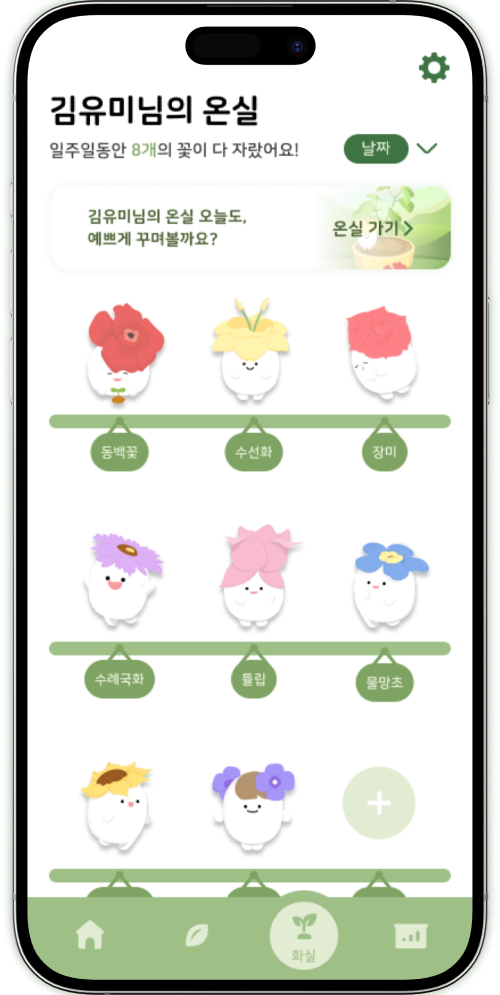 김유미님의 온실
일주일동안 8개의 꽃이 다 자랐어요!
날짜
김유미님의 온실 오늘도,
예쁘게 꾸며볼까요?
온실 가기
동백꽃
수선화
장미
수레국화
튤립
물망초
화실